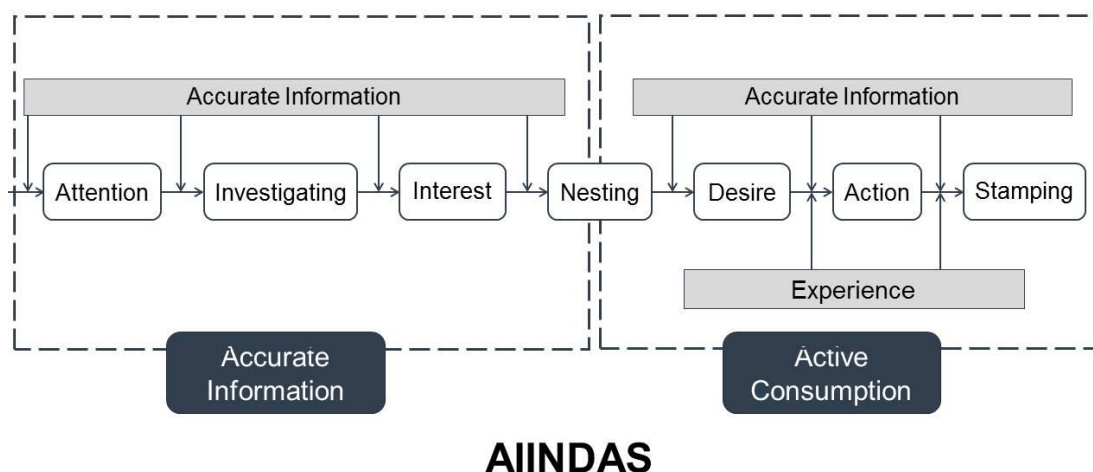 Accurate Information
Accurate Information
Attention
Investigating
Interest
Nesting
Desire
Action
Stamping
Experience
Accurate
Information
Active
Consumption
AIINDAS